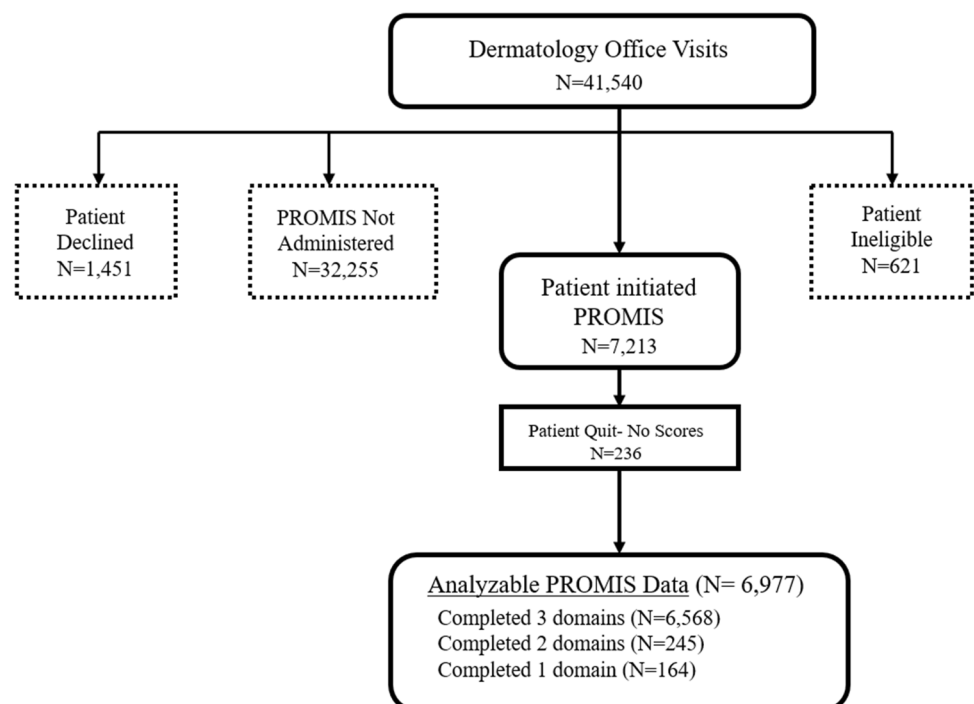 Dermatology Office Visits
N=41,540
Patient
Declined
N=1,451
PROMIS Not
Administered
N=32,255
Patient
Ineligible
N=621
Patient initiated
PROMIS
N=7,213
Patient Quit- No Scores
N=236
Analyzable PROMIS Data (N= 6,977)
Completed 3 domains (N=6,568)
Completed 2 domains (N=245)
Completed 1 domain (N=164)